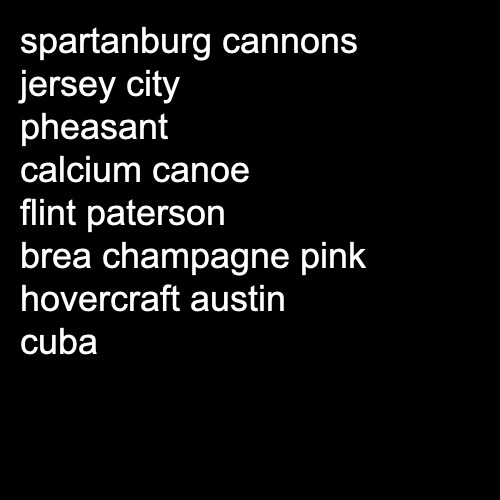 spartanburg cannons
jersey city
pheasant
calcium canoe
flint paterson
brea champagne pink
hovercraft austin
cuba